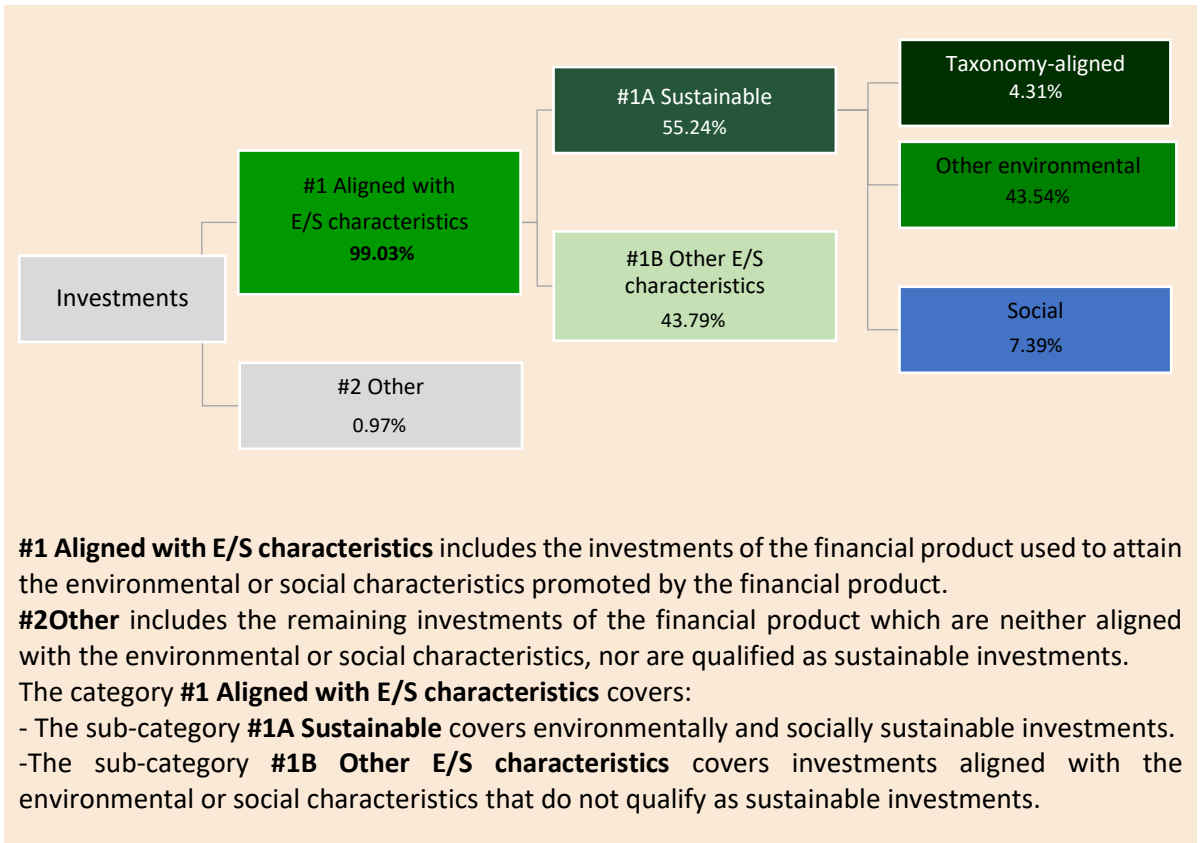 Investments
#1 Aligned with
E/S characteristics
99.03%
#2 Other
0.97%
#1A Sustainable
55.24%
#1B Other E/S
characteristics
43.79%
Taxonomy-aligned
4.31%
Other environmental
43.54%
Social
7.39%
#1 Aligned with E/S characteristics includes the investments of the financial product used to attain
the environmental or social characteristics promoted by the financial product.
#2Other includes the remaining investments of the financial product which are neither aligned
with the environmental or social characteristics, nor are qualified as sustainable investments.
The category #1 Aligned with E/S characteristics covers:
- The sub-category #1A Sustainable covers environmentally and socially sustainable investments.
-The sub-category #1B Other E/S characteristics covers investments aligned with the
environmental or social characteristics that do not qualify as sustainable investments.